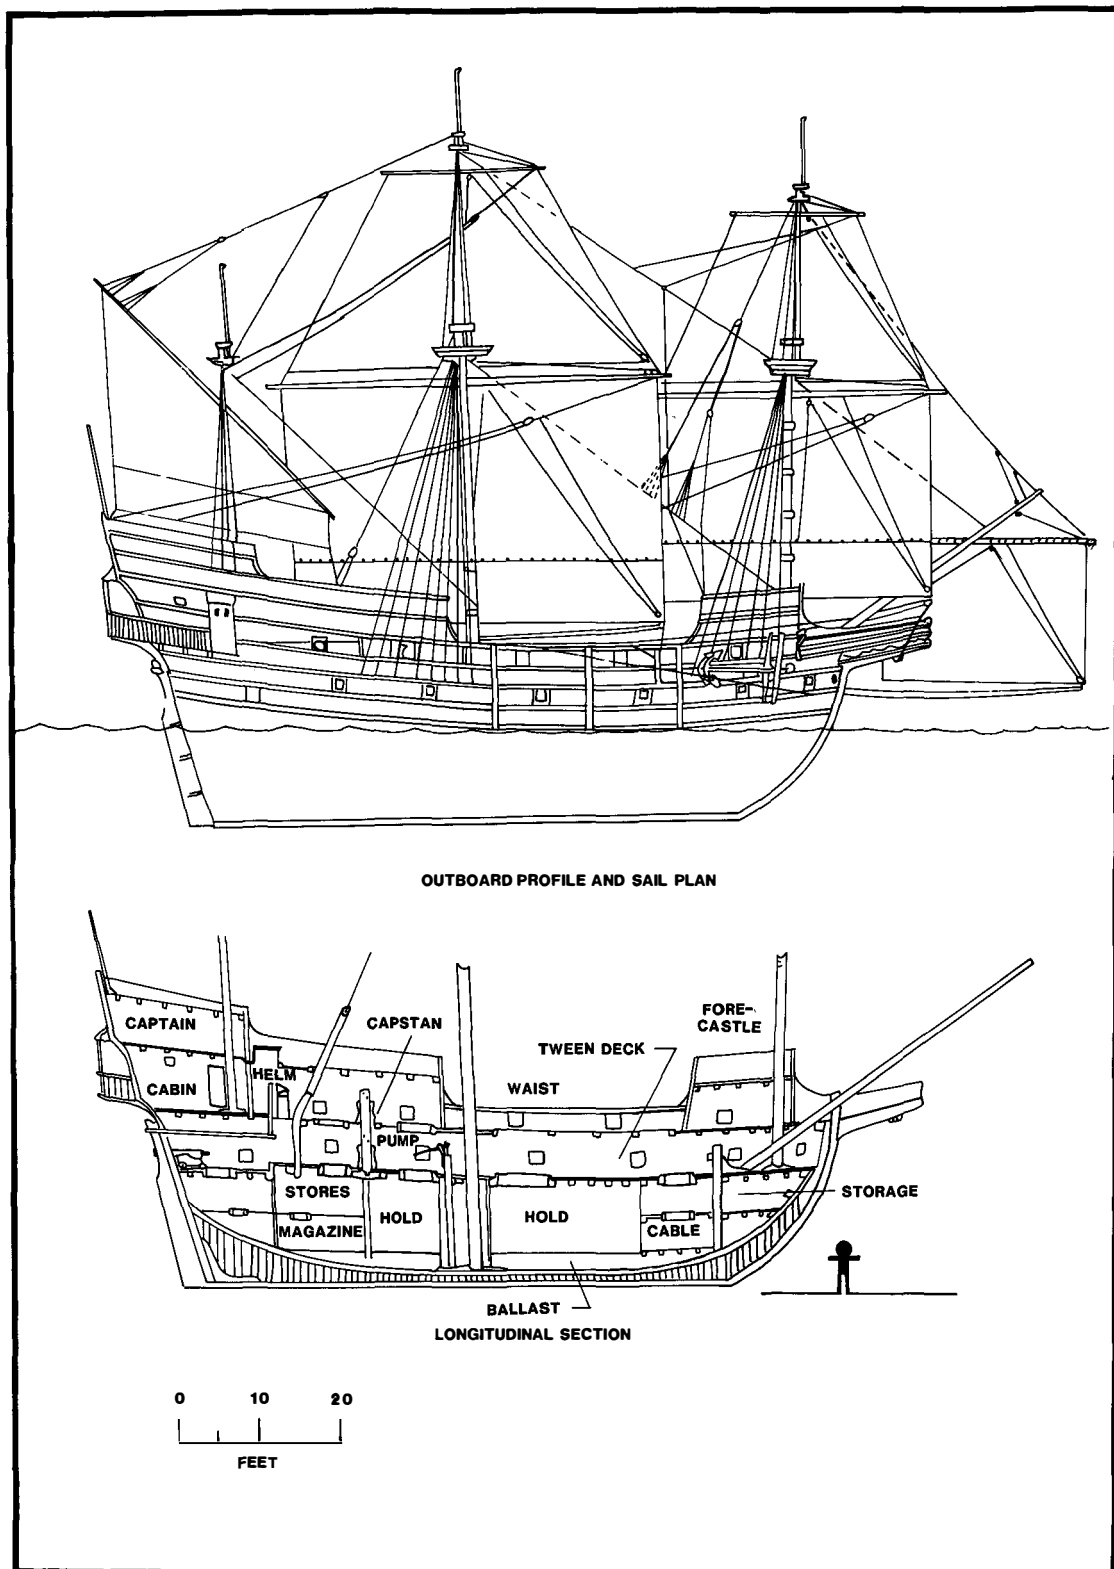 OUTBOARD PROFILE AND SAIL PLAN
CAPTAIN
CAPSTAN
FORE-
CASTLE
TWEEN DECK
CABIN
HELM
WAIST
PUMP
STORES
STORAGE
MAGAZINE
HOLD
HOLD
CABLE
BALLAST
LONGITUDINAL SECTION
0 10 20
FEET